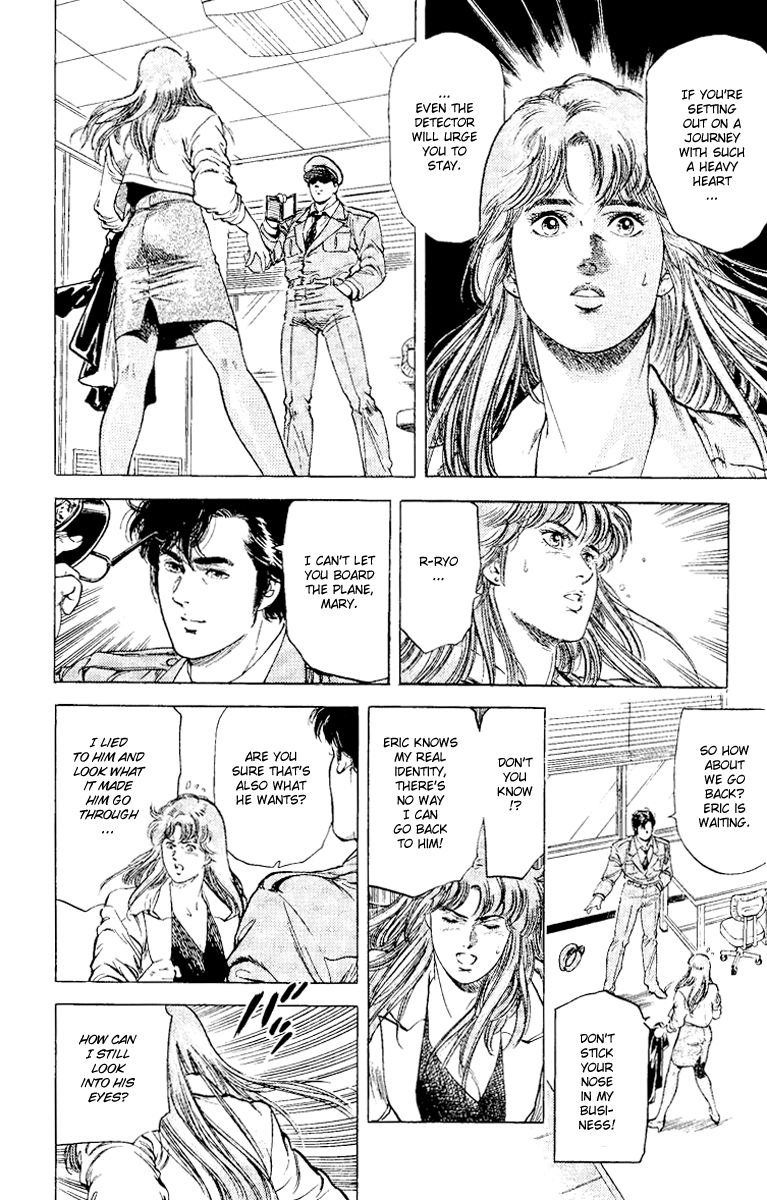 IF YOU'RE
SETTING
OUT ON A
JOURNEY
WITH SUCH
A HEAVY
HEART
...
...
EVEN THE
DETECTOR
WILL URGE
YOU TO
STAY.
R-RYO
...
I CAN'T LET
YOU BOARD
THE PLANE,
MARY.
SO HOW
ABOUT
WE GO
BACK?
ERIC IS
WAITING.
DON'T
STICK
YOUR
NOSE
IN MY
BUSI-
NESS!
DON'T
YOU
KNOW
!?
ERIC KNOWS
MY REAL
IDENTITY,
THERE'S
NO WAY
I CAN
GO BACK
TO HIM!
ARE YOU
SURE THAT'S
ALSO WHAT
HE WANTS?
I LIED
TO HIM AND
LOOK WHAT
IT MADE
HIM GO
THROUGH
...
HOW CAN
I STILL
LOOK
INTO HIS
EYES?